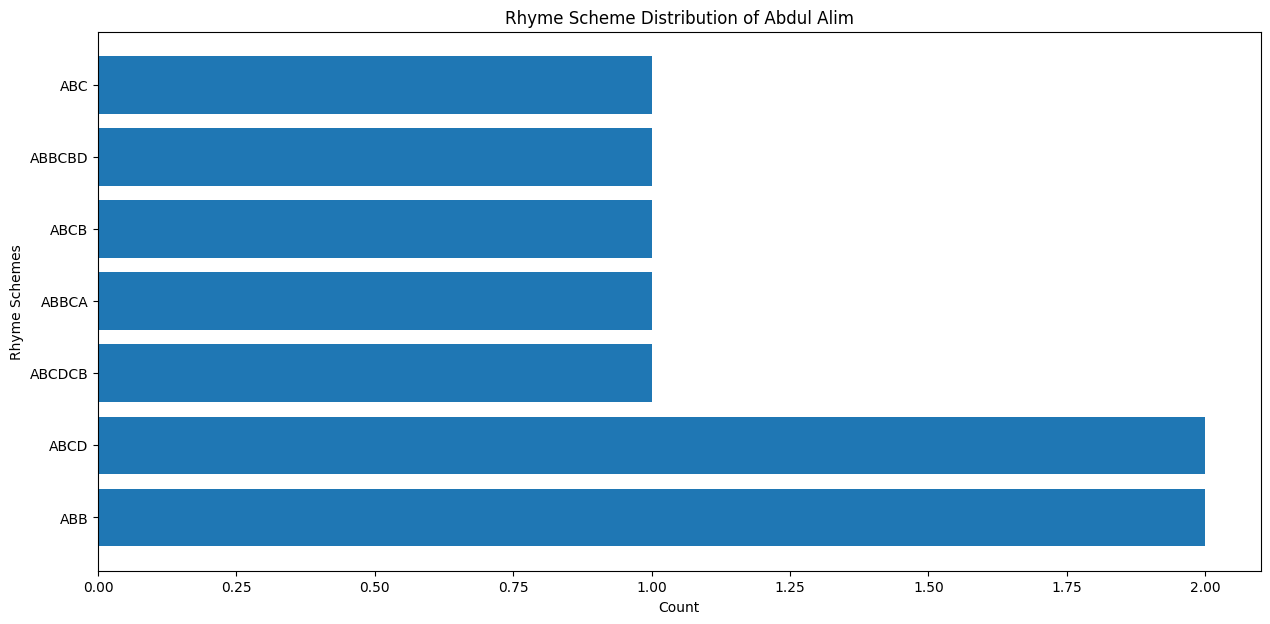 Rhyme Scheme Distribution of Abdul Alim
ABC
ABBCBD
ABCB
ABBCA
ABCDCB
ABCD
ABB
Rhyme Schemes
0.00 0.25 0.50 0.75 1.00 1.25 1.50 1.75 2.00
Count